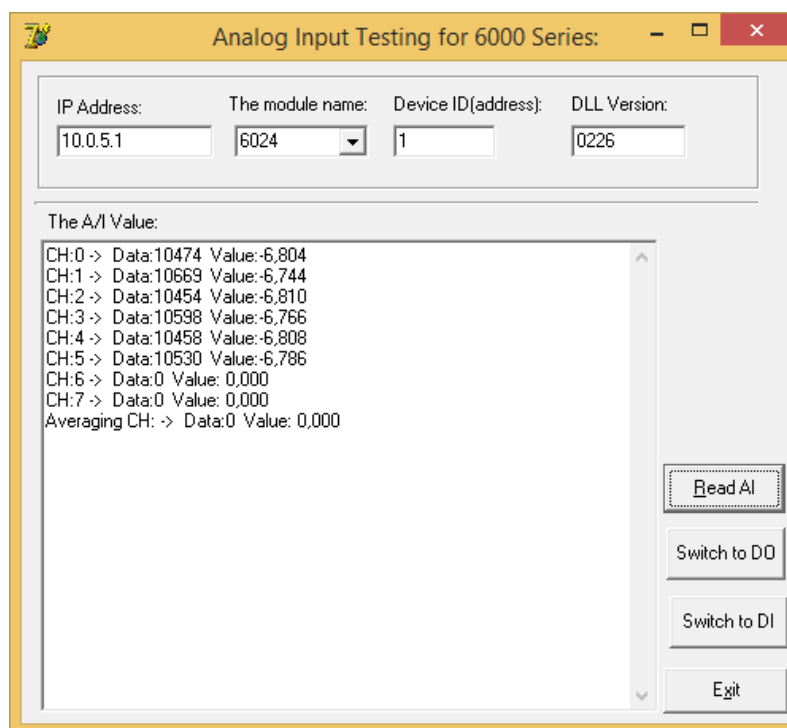 Analog Input Testing for 6000 Series:
IP Address: The module name: Device ID(address): DLL Version:
10.0.5.1 6024 1 0226
The A/I Value:
CH:0 -> Data:10474 Value:-6,804
CH:1 -> Data:10669 Value:-6,744
CH:2 -> Data:10454 Value:-6,810
CH:3 -> Data:10598 Value:-6,766
CH:4 -> Data:10458 Value:-6,808
CH:5 -> Data:10530 Value:-6,786
CH:6 -> Data:0 Value: 0,000
CH:7 -> Data:0 Value: 0,000
Averaging CH: -> Data:0 Value: 0,000
Read AI
Switch to DO
Switch to DI
Exit